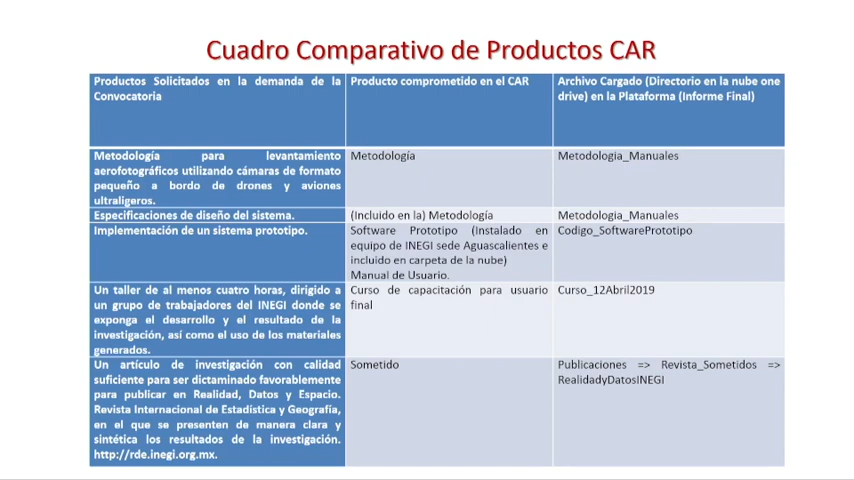 Cuadro Comparativo de Productos CAR
Productos Solicitados en la demanda de la
Convocatoria
Producto comprometido en el CAR
Archivo Cargado (Directorio en la nube one
drive) en la Plataforma (Informe Final)
Metodología para levantamiento
aerofotográficos utilizando cámaras de formato
pequeño a bordo de drones y aviones
ultraligeros.
Metodología
Metodologia_Manuales
Especificaciones de diseño del sistema.
(Incluido en la) Metodología
Metodologia_Manuales
Implementación de un sistema prototipo.
Software Prototipo (Instalado en
equipo de INEGI sede Aguascalientes e
incluido en carpeta de la nube)
Manual de Usuario.
Codigo_SoftwarePrototipo
Un taller de al menos cuatro horas, dirigido a
un grupo de trabajadores del INEGI donde se
exponga el desarrollo y el resultado de la
investigación, así como el uso de los materiales
generados.
Curso de capacitación para usuario
final
Curso_12Abril2019
Un artículo de investigación con calidad
suficiente para ser dictaminado favorablemente
para publicar en Realidad, Datos y Espacio.
Revista Internacional de Estadística y Geografía,
en el que se presenten de manera clara y
sintética los resultados de la investigación.
http://rde.inegi.org.mx.
Sometido
Publicaciones => Revista_Sometidos =>
RealidadyDatosINEGI